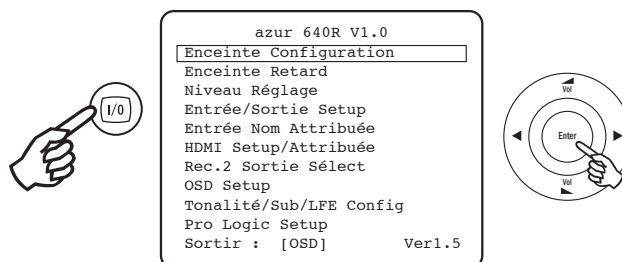 azur 640R V1.0
Enceinte Configuration
Enceinte Retard
Niveau Réglage
Entrée/Sortie Setup
Entrée Nom Attribuée
HDMI Setup/Attribuée
Rec.2 Sortie Sélect
OSD Setup
Tonalité/Sub/LFE Config
Pro Logic Setup
Sortir : [OSD] Ver1.5
I/0
Vol
Enter
Vol